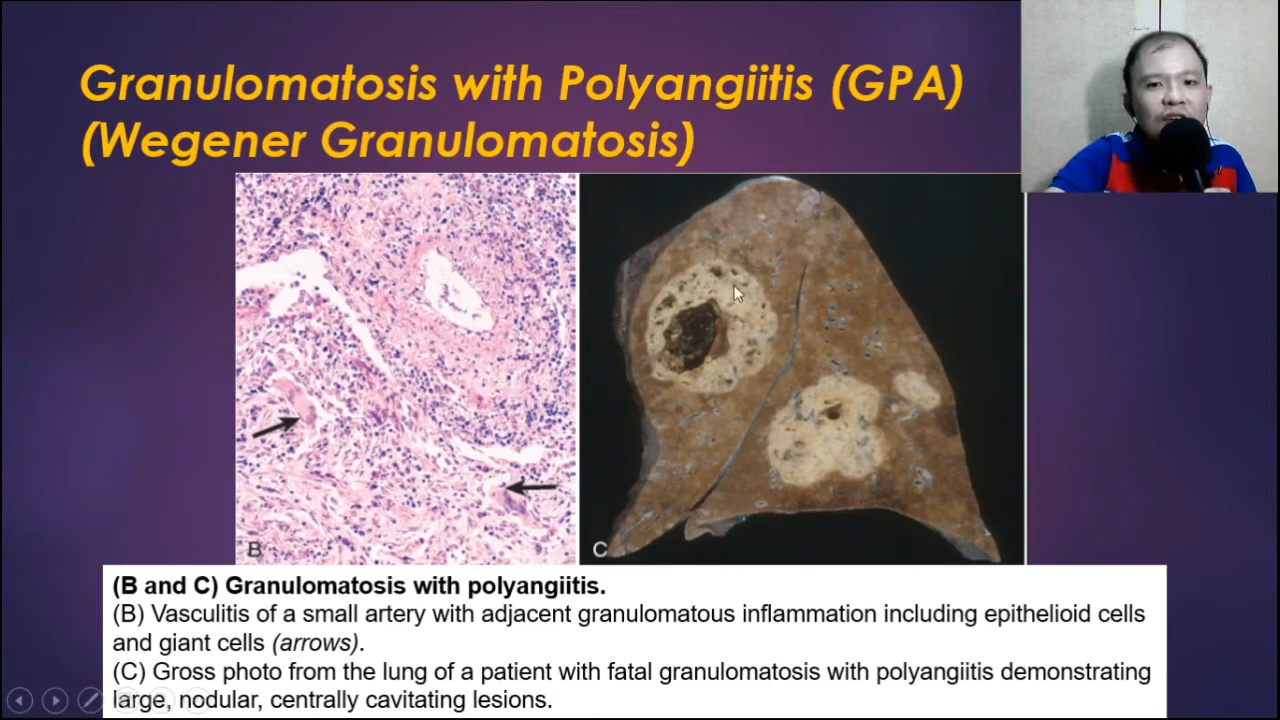 Granulomatosis with Polyangiitis (GPA)
(Wegener Granulomatosis)
B
C
(B and C) Granulomatosis with polyangiitis.
(B) Vasculitis of a small artery with adjacent granulomatous inflammation including epithelioid cells
and giant cells (arrows).
(C) Gross photo from the lung of a patient with fatal granulomatosis with polyangiitis demonstrating
large, nodular, centrally cavitating lesions.